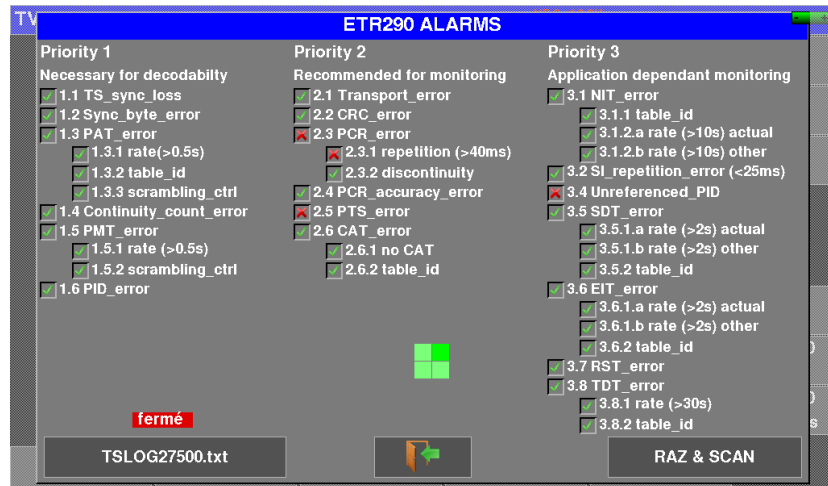 TV
ETR290 ALARMS
Priority 1
Necessary for decodabilty
1.1 TS_sync_loss
1.2 Sync_byte_error
1.3 PAT_error
1.3.1 rate(>0.5s)
1.3.2 table_id
1.3.3 scrambling_ctrl
1.4 Continuity_count_error
1.5 PMT_error
1.5.1 rate (>0.5s)
1.5.2 scrambling_ctrl
1.6 PID_error
Priority 2
Recommended for monitoring
2.1 Transport_error
2.2 CRC_error
2.3 PCR_error
2.3.1 repetition (>40ms)
2.3.2 discontinuity
2.4 PCR_accuracy_error
2.5 PTS_error
2.6 CAT_error
2.6.1 no CAT
2.6.2 table_id
Priority 3
Application dependant monitoring
3.1 NIT_error
3.1.1 table_id
3.1.2.a rate (>10s) actual
3.1.2.b rate (>10s) other
3.2 SI_repetition_error (<25ms)
3.4 Unreferenced_PID
3.5 SDT_error
3.5.1.a rate (>2s) actual
3.5.1.b rate (>2s) other
3.5.2 table_id
3.6 EIT_error
3.6.1.a rate (>2s) actual
3.6.1.b rate (>2s) other
3.6.2 table_id
3.7 RST_error
3.8 TDT_error
3.8.1 rate (>30s)
3.8.2 table_id
fermé
TSLOG27500.txt
RAZ & SCAN